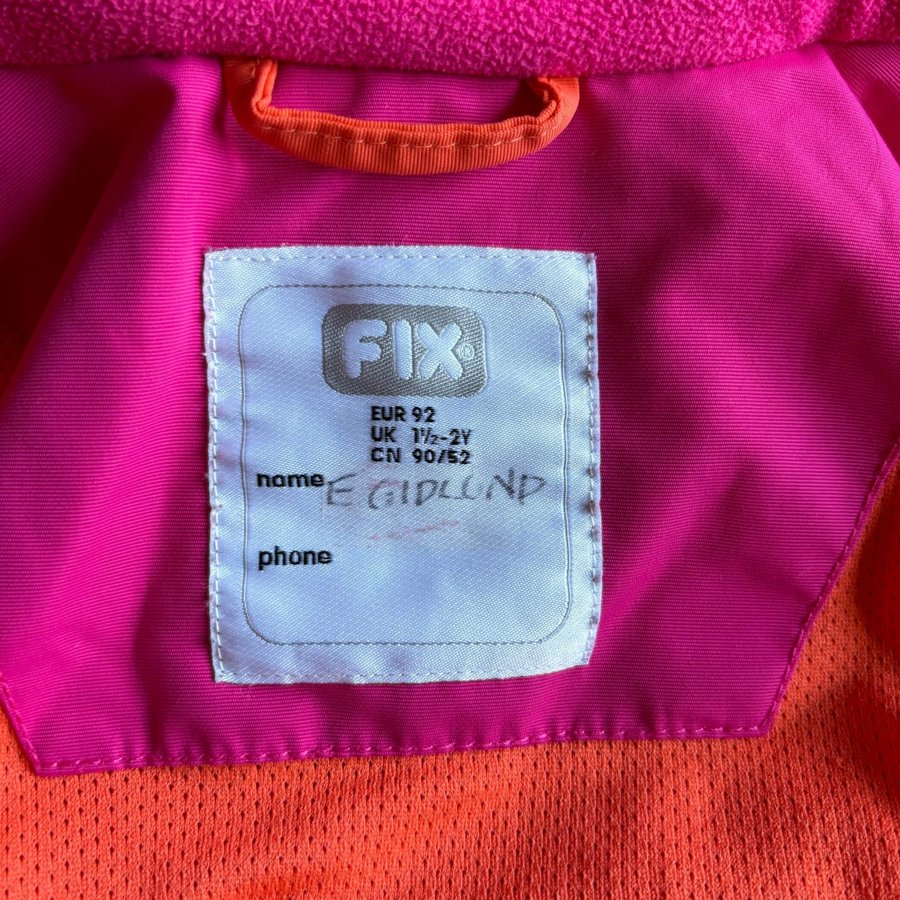 FIX®
EUR 92
UK 1½-2Y
CN 90/52
name E GIDLUND
phone